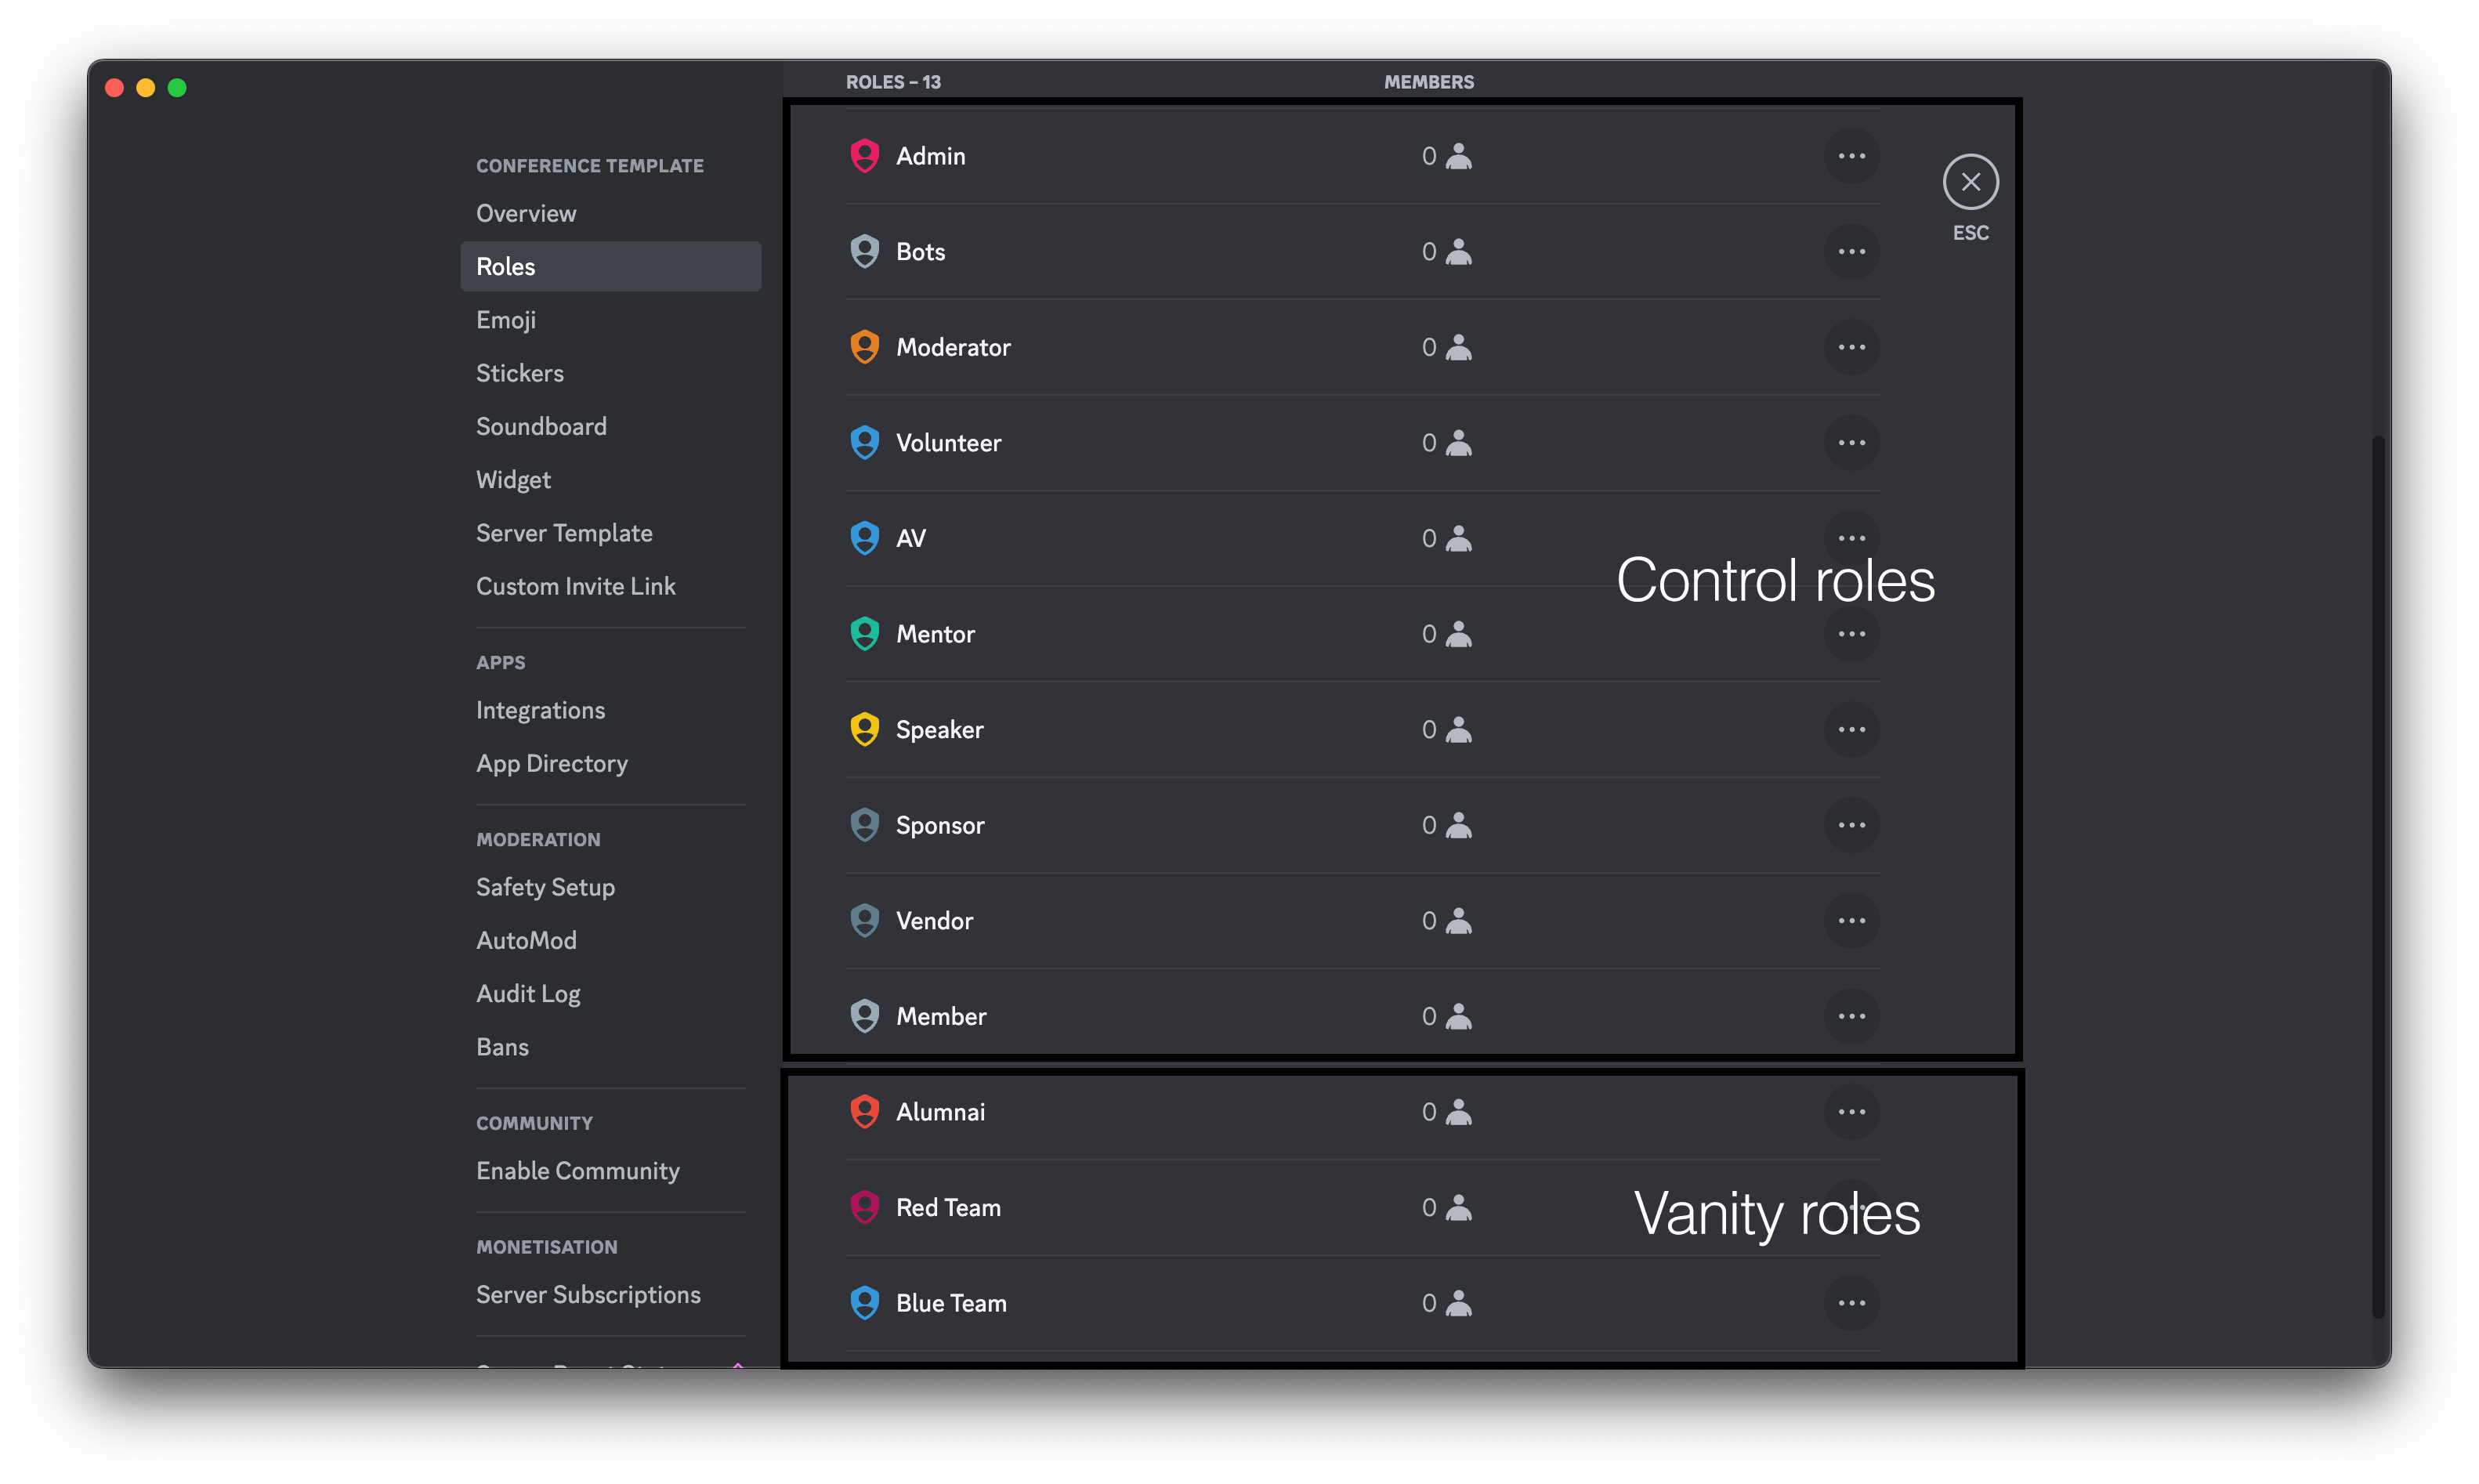 CONFERENCE TEMPLATE
Overview
Roles
Emoji
Stickers
Soundboard
Widget
Server Template
Custom Invite Link
APPS
Integrations
App Directory
MODERATION
Safety Setup
AutoMod
Audit Log
Bans
COMMUNITY
Enable Community
MONETISATION
Server Subscriptions
ROLES – 13 MEMBERS
Admin 0
Bots 0
Moderator 0
Volunteer 0
AV 0
Mentor 0
Speaker 0
Sponsor 0
Vendor 0
Member 0
Control roles
Alumnai 0
Red Team 0
Blue Team 0
Vanity roles
ESC